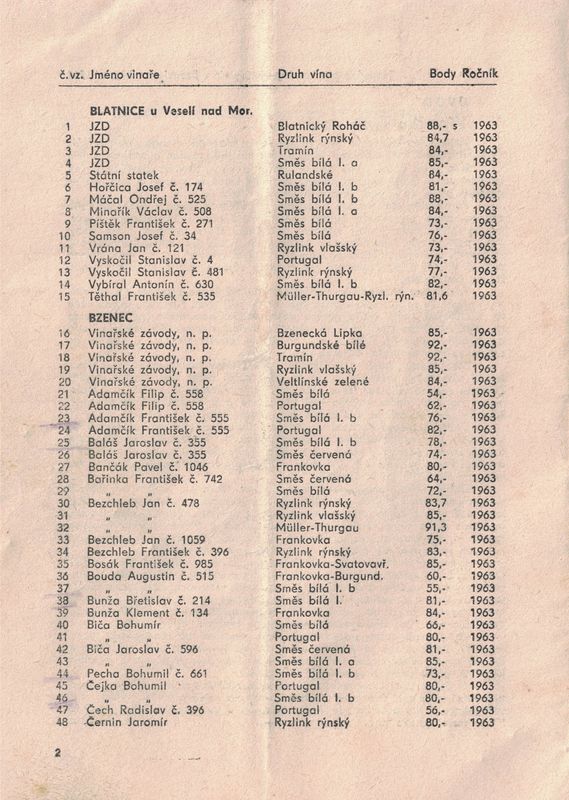 č.vz. Jméno vinaře Druh vína Body Ročník
BLATNICE u Veselí nad Mor.
1 JZD Blatnický Roháč 88,- s 1963
2 JZD Ryzlink rýnský 84,7 1963
3 JZD Tramín 84,- 1963
4 JZD Směs bílá I. a 85,- 1963
5 Státní statek Rulandské 84,- 1963
6 Hořčica Josef č. 174 Směs bílá I. b 81,- 1963
7 Máčal Ondřej č. 525 Směs bílá I. b 88,- 1963
8 Minařík Václav č. 508 Směs bílá I. a 84,- 1963
9 Píštěk František č. 271 Směs bílá 73,- 1963
10 Samson Josef č. 34 Směs bílá 76,- 1963
11 Vrána Jan č. 121 Ryzlink vlašský 73,- 1963
12 Vyskočil Stanislav č. 4 Portugal 74,- 1963
13 Vyskočil Stanislav č. 481 Ryzlink rýnský 77,- 1963
14 Vybíral Antonín č. 630 Směs bílá I. b 82,- 1963
15 Těthal František č. 535 Müller-Thurgau-Ryzl. rýn. 81,6 1963
BZENEC
16 Vinařské závody, n. p. Bzenecká Lipka 85,- 1963
17 Vinařské závody, n. p. Burgundské bílé 92,- 1963
18 Vinařské závody, n. p. Tramín 92,- 1963
19 Vinařské závody, n. p. Ryzlink vlašský 85,- 1963
20 Vinařské závody, n. p. Veltlínské zelené 84,- 1963
21 Adamčík Filip č. 558 Směs bílá 54,- 1963
22 Adamčík Filip č. 558 Portugal 62,- 1963
23 Adamčík František č. 555 Směs bílá I. b 76,- 1963
24 Adamčík František č. 555 Portugal 82,- 1963
25 Baláš Jaroslav č. 355 Směs bílá I. b 78,- 1963
26 Baláš Jaroslav č. 355 Směs červená 74,- 1963
27 Bančák Pavel č. 1046 Frankovka 80,- 1963
28 Bařinka František č. 742 Směs červená 64,- 1963
29 „ „ Směs bílá 72,- 1963
30 Bezchleb Jan č. 478 Ryzlink rýnský 83,7 1963
31 „ „ Ryzlink vlašský 85,- 1963
32 „ „ Müller-Thurgau 91,3 1963
33 Bezchleb Jan č. 1059 Frankovka 75,- 1963
34 Bezchleb František č. 396 Ryzlink rýnský 83,- 1963
35 Bosák František č. 985 Frankovka-Svatovavř. 85,- 1963
36 Bouda Augustin č. 515 Frankovka-Burgund. 60,- 1963
37 „ „ Směs bílá I. b 55,- 1963
38 Bunža Břetislav č. 214 Směs bílá I. 81,- 1963
39 Bunža Klement č. 134 Frankovka 84,- 1963
40 Biča Bohumír Směs bílá 66,- 1963
41 „ „ Portugal 80,- 1963
42 Biča Jaroslav č. 596 Směs červená 81,- 1963
43 „ „ Směs bílá I. a 85,- 1963
44 Pecha Bohumil č. 661 Směs bílá I. b 73,- 1963
45 Čejka Bohumil Portugal 80,- 1963
46 „ „ Směs bílá I. b 80,- 1963
47 Čech Radislav č. 396 Portugal 56,- 1963
48 Černin Jaromír Ryzlink rýnský 80,- 1963
2